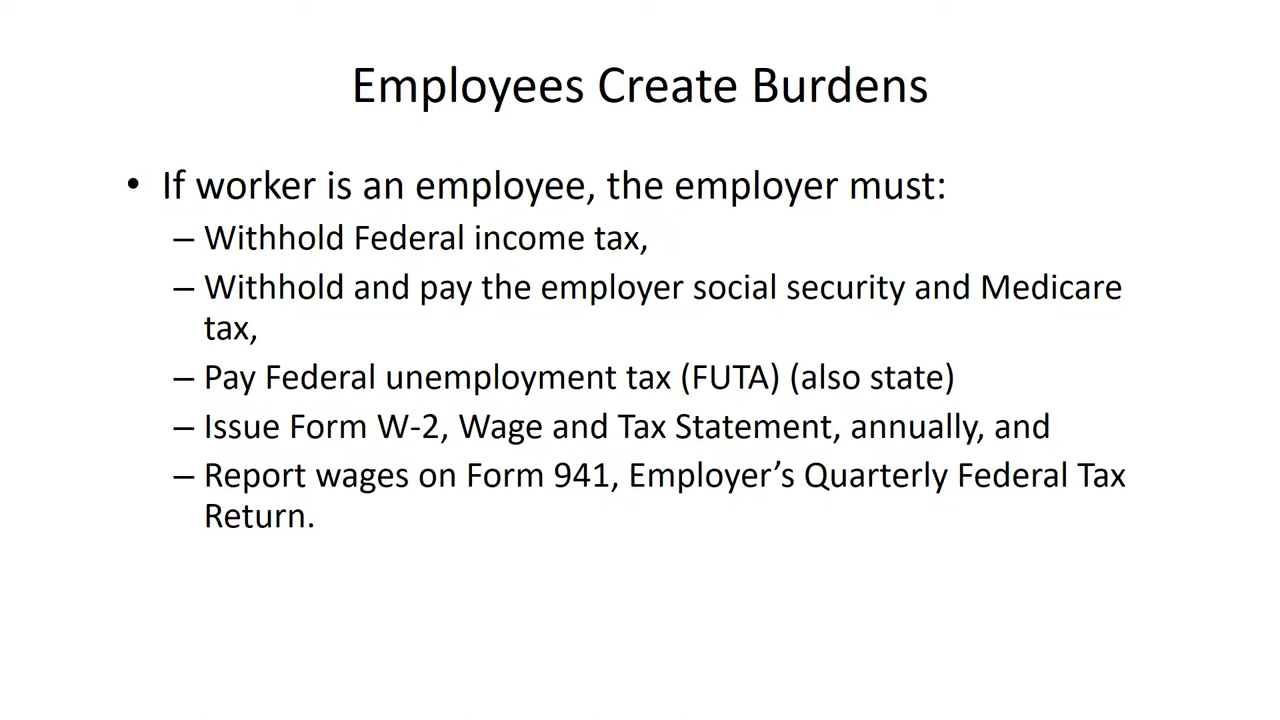 Employees Create Burdens
• If worker is an employee, the employer must:
– Withhold Federal income tax,
– Withhold and pay the employer social security and Medicare
tax,
– Pay Federal unemployment tax (FUTA) (also state)
– Issue Form W-2, Wage and Tax Statement, annually, and
– Report wages on Form 941, Employer’s Quarterly Federal Tax
Return.